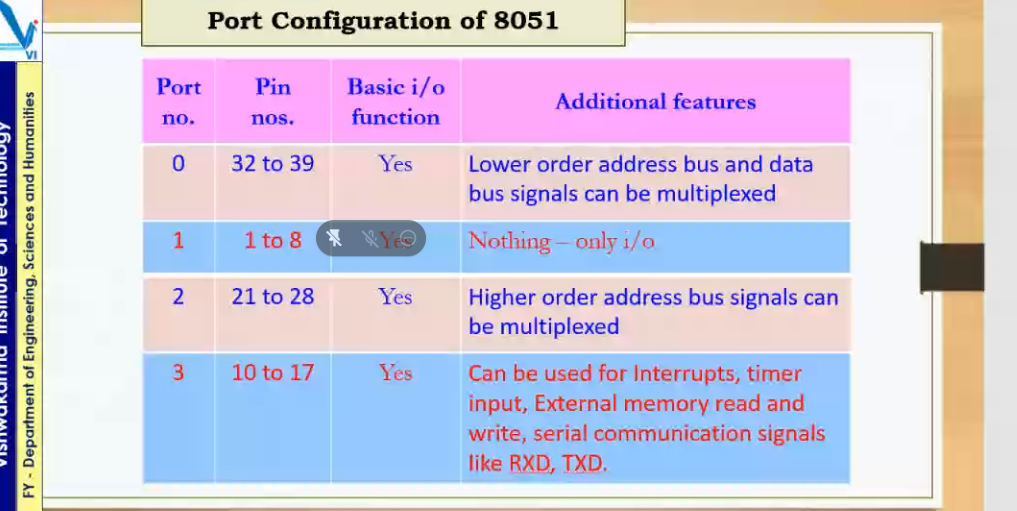 Port Configuration of 8051
VI
FY - Department of Engineering, Sciences and Humanities
Port no.
Pin nos.
Basic i/o function
Additional features
0
32 to 39
Yes
Lower order address bus and data
bus signals can be multiplexed
1
1 to 8
Yes
Nothing – only i/o
2
21 to 28
Yes
Higher order address bus signals can
be multiplexed
3
10 to 17
Yes
Can be used for Interrupts, timer
input, External memory read and
write, serial communication signals
like RXD, TXD.